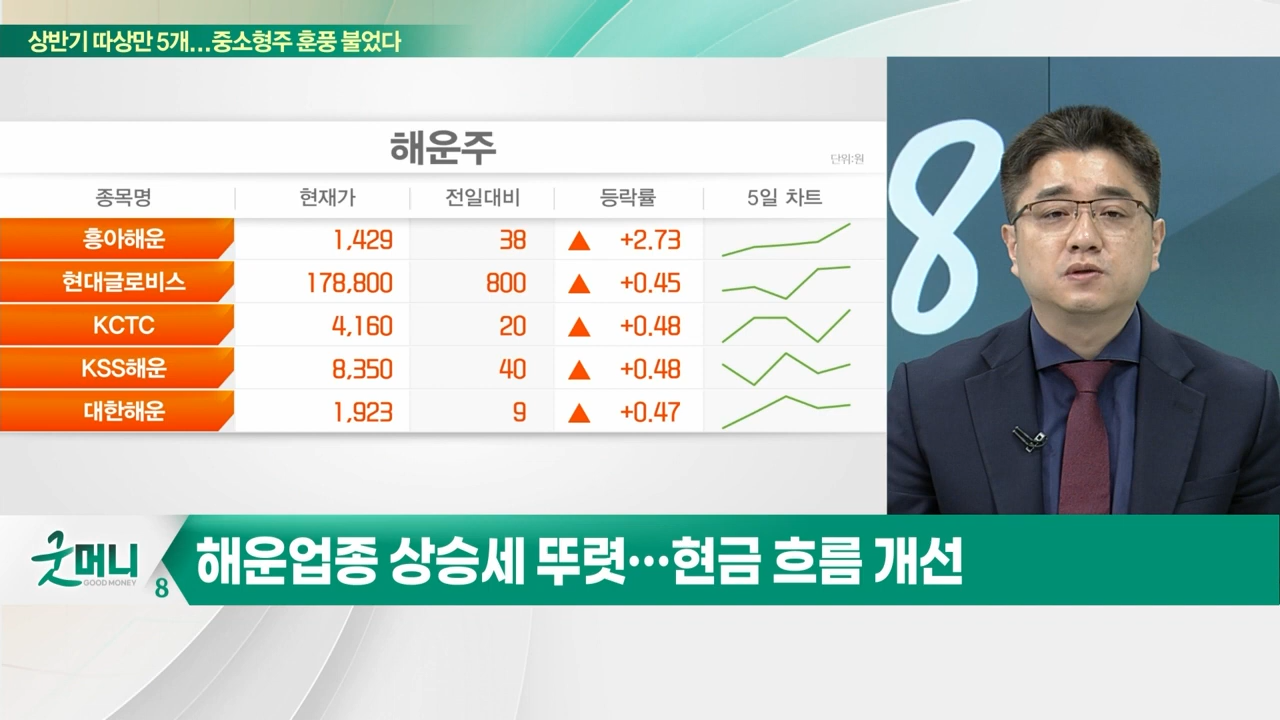 상반기 따상만 5개...중소형주 훈풍 불었다
해운주
단위:원
종목명 현재가 전일대비 등락률 5일 차트
흥아해운 1,429 38 ▲ +2.73
현대글로비스 178,800 800 ▲ +0.45
KCTC 4,160 20 ▲ +0.48
KSS해운 8,350 40 ▲ +0.48
대한해운 1,923 9 ▲ +0.47
8
굿머니
GOOD MONEY
8
해운업종 상승세 뚜렷…현금 흐름 개선